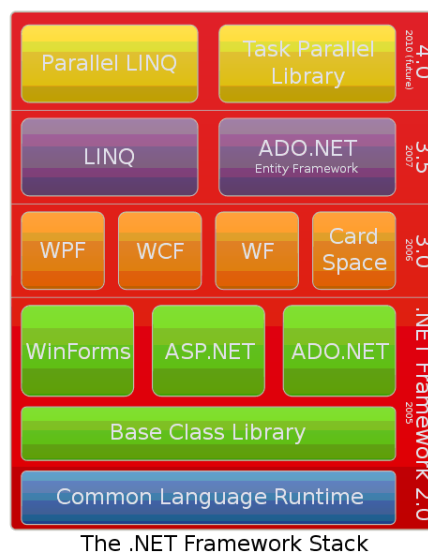 Parallel LINQ
Task Parallel
Library
4.0
2010 (future)
LINQ
ADO.NET
Entity Framework
3.5
2007
WPF
WCF
WF
Card
Space
3.0
2006
WinForms
ASP.NET
ADO.NET
Base Class Library
Common Language Runtime
.NET Framework 2.0
2005
The .NET Framework Stack